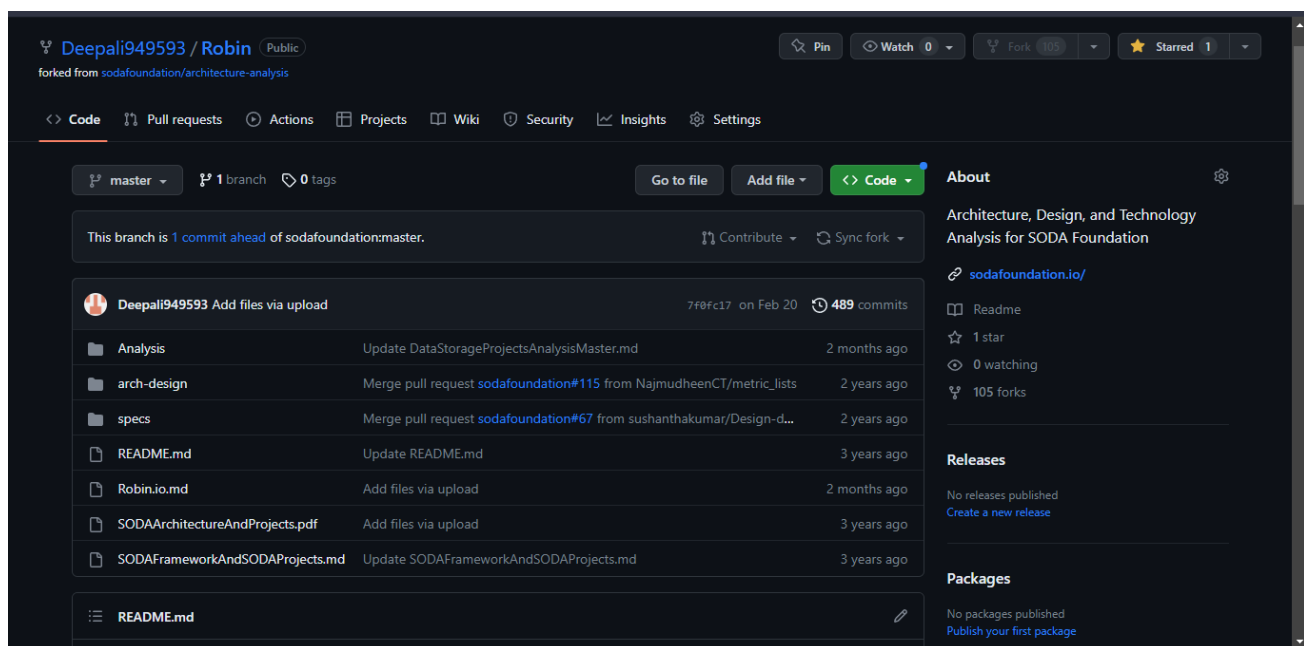 Deepali949593 / Robin Public
Pin Watch 0 Fork 105 Starred 1
forked from sodafoundation/architecture-analysis
<> Code Pull requests Actions Projects Wiki Security Insights Settings
master 1 branch 0 tags Go to file Add file <> Code
This branch is 1 commit ahead of sodafoundation:master. Contribute Sync fork
Deepali949593 Add files via upload 7f0fc17 on Feb 20 489 commits
Analysis Update DataStorageProjectsAnalysisMaster.md 2 months ago
arch-design Merge pull request sodafoundation#115 from NajmudheenCT/metric_lists 2 years ago
specs Merge pull request sodafoundation#67 from sushanthakumar/Design-d... 2 years ago
README.md Update README.md 3 years ago
Robin.io.md Add files via upload 2 months ago
SODAArchitectureAndProjects.pdf Add files via upload 3 years ago
SODAFrameworkAndSODAProjects.md Update SODAFrameworkAndSODAProjects.md 3 years ago
README.md
About
Architecture, Design, and Technology
Analysis for SODA Foundation
sodafoundation.io/
Readme
1 star
0 watching
105 forks
Releases
No releases published
Create a new release
Packages
No packages published
Publish your first package